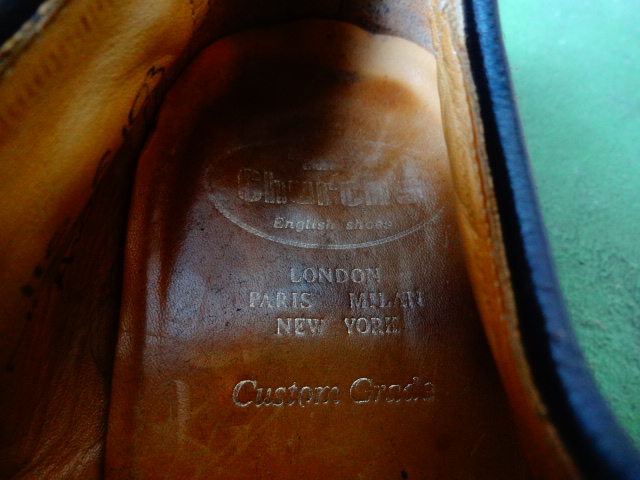 Church's
English shoes
LONDON
PARIS MILAN
NEW YORK
Custom Grade